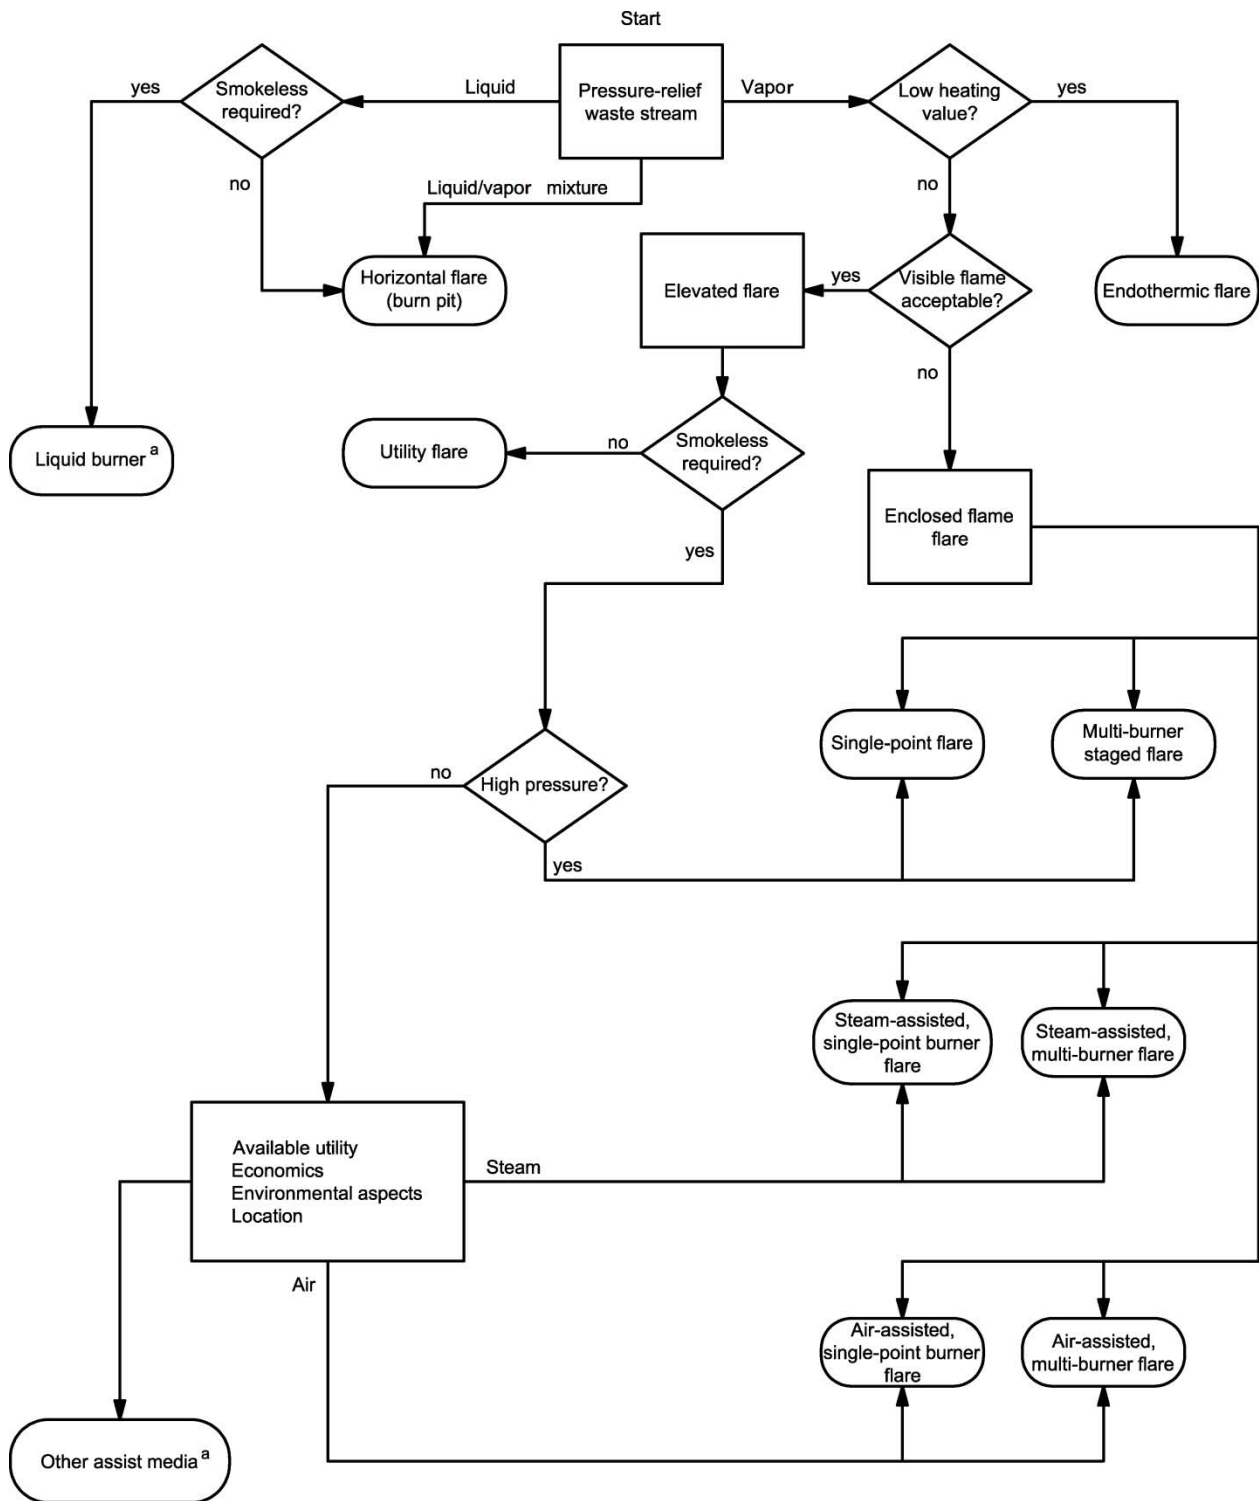 Start
yes
Smokeless
required?
Liquid
Pressure-relief
waste stream
Vapor
Low heating
value?
yes
no
Liquid/vapor mixture
no
Horizontal flare
(burn pit)
Elevated flare
yes
Visible flame
acceptable?
Endothermic flare
no
Liquid burner a
Utility flare
no
Smokeless
required?
Enclosed flame
flare
yes
Single-point flare
Multi-burner
staged flare
no
High pressure?
yes
Steam-assisted,
single-point burner
flare
Steam-assisted,
multi-burner flare
Available utility
Economics
Environmental aspects
Location
Steam
Air
Air-assisted,
single-point burner
flare
Air-assisted,
multi-burner flare
Other assist media a